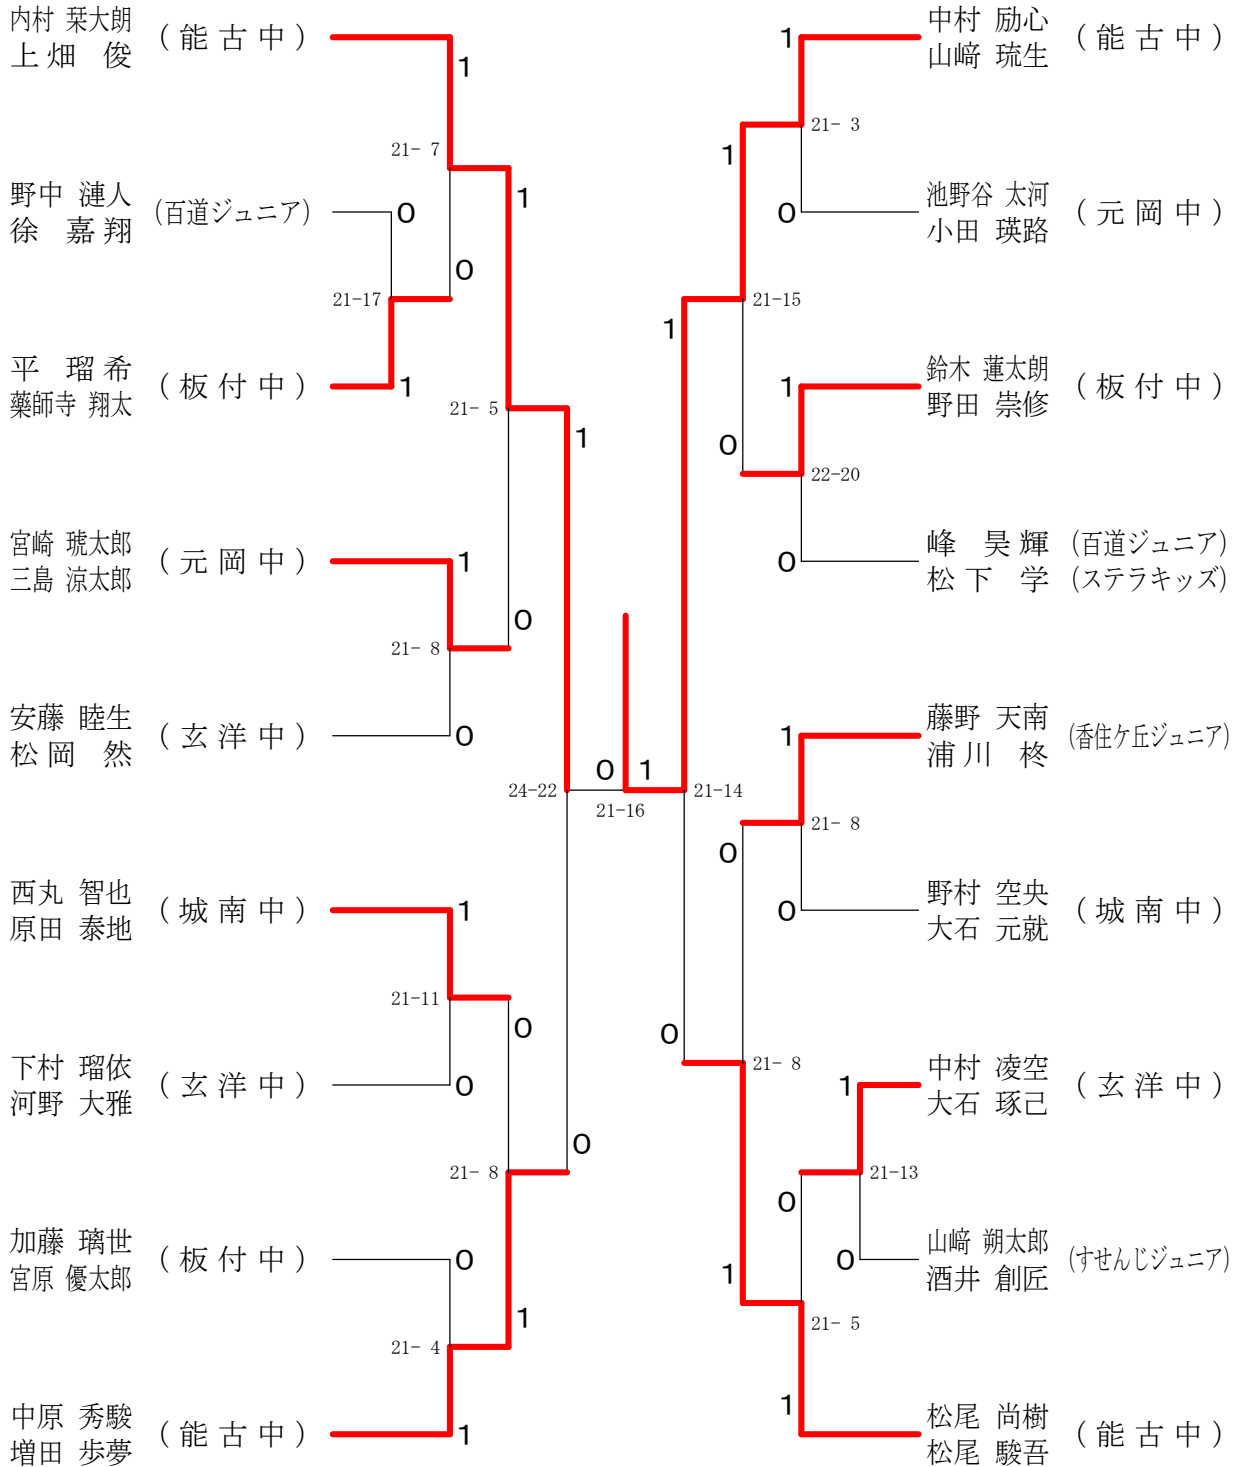 内村 栞大朗
上畑 俊
(能古中)
1
21- 7
野中 漣人
徐 嘉翔
(百道ジュニア)
0
1
0
21-17
平 瑠希
藥師寺 翔太
(板付中)
1
21- 5
1
宮崎 琥太郎
三島 涼太郎
(元岡中)
1
0
21- 8
安藤 睦生
松岡 然
(玄洋中)
0
24-22
0
1
21-16
21-14
西丸 智也
原田 泰地
(城南中)
1
21-11
0
下村 瑠依
河野 大雅
(玄洋中)
0
0
21- 8
加藤 璃世
宮原 優太郎
(板付中)
0
1
21- 4
中原 秀駿
増田 歩夢
(能古中)
1
1
中村 励心
山﨑 琉生
(能古中)
21- 3
1
0
池野谷 太河
小田 瑛路
(元岡中)
21-15
1
1
鈴木 蓮太朗
野田 崇修
(板付中)
0
22-20
0
峰 昊輝
松下 学
(百道ジュニア)
(ステラキッズ)
1
藤野 天南
浦川 柊
(香住ケ丘ジュニア)
21- 8
0
0
野村 空央
大石 元就
(城南中)
0
21- 8
1
中村 凌空
大石 琢己
(玄洋中)
21-13
0
0
山﨑 朔太郎
酒井 創匠
(すせんじジュニア)
1
21- 5
1
松尾 尚樹
松尾 駿吾
(能古中)